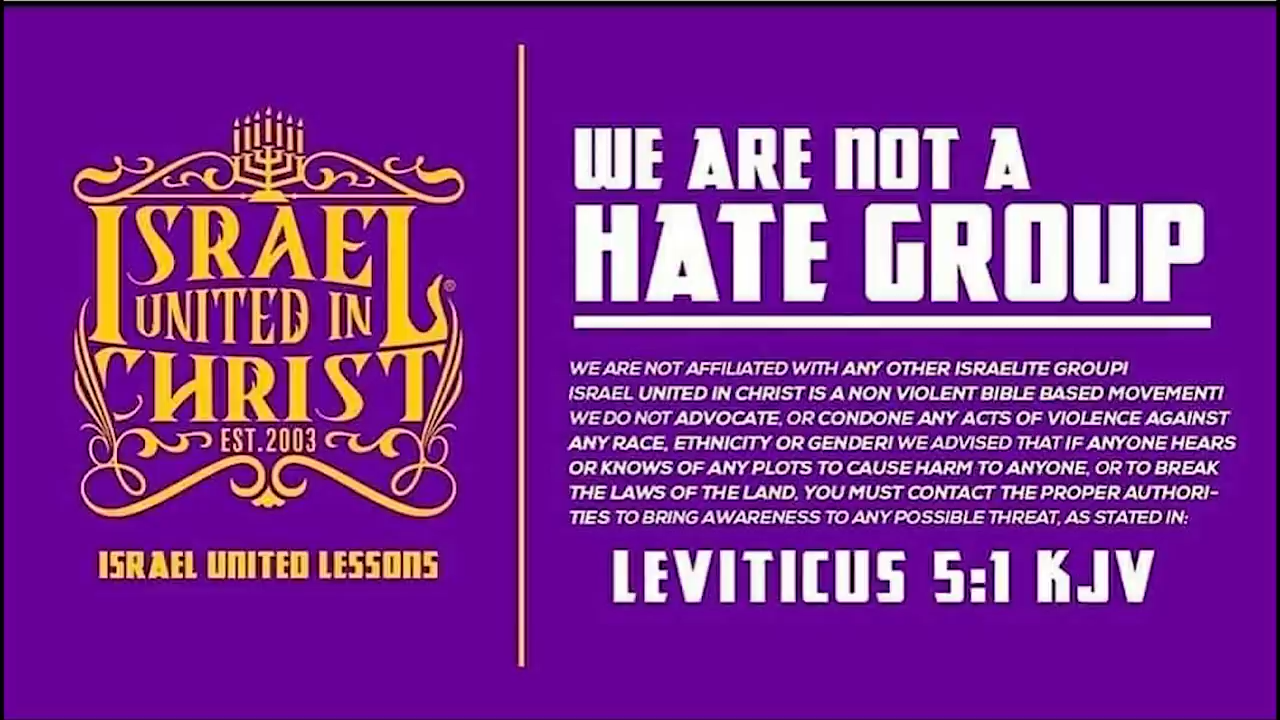 ISRAEL
UNITED IN
CHRIST
®
EST.2003
ISRAEL UNITED LESSONS
WE ARE NOT A
HATE GROUP
WE ARE NOT AFFILIATED WITH ANY OTHER ISRAELITE GROUP!
ISRAEL UNITED IN CHRIST IS A NON VIOLENT BIBLE BASED MOVEMENT!
WE DO NOT ADVOCATE, OR CONDONE ANY ACTS OF VIOLENCE AGAINST
ANY RACE, ETHNICITY OR GENDER! WE ADVISED THAT IF ANYONE HEARS
OR KNOWS OF ANY PLOTS TO CAUSE HARM TO ANYONE, OR TO BREAK
THE LAWS OF THE LAND, YOU MUST CONTACT THE PROPER AUTHORI-
TIES TO BRING AWARENESS TO ANY POSSIBLE THREAT, AS STATED IN:
LEVITICUS 5:1 KJV